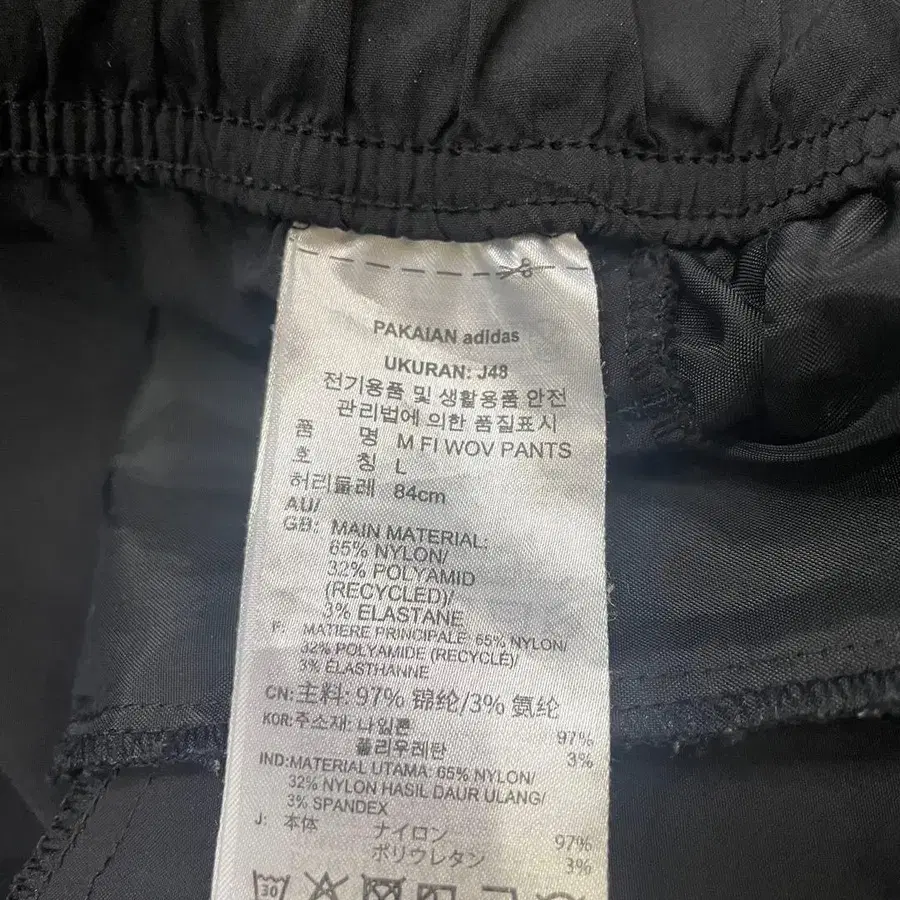 PAKAIAN adidas
UKURAN: J48
전기용품 및 생활용품 안전
관리법에 의한 품질표시
품 명 M FI WOV PANTS
호 칭 L
허리둘레 84cm
AU/
GB: MAIN MATERIAL:
65% NYLON/
32% POLYAMID
(RECYCLED)/
3% ELASTANE
F: MATIERE PRINCIPALE: 65% NYLON/
32% POLYAMIDE (RECYCLÉ)/
3% ÉLASTHANNE
CN: 主料: 97% 锦纶/3% 氨纶
KOR: 주소재: 나일론 97%
폴리우레탄 3%
IND: MATERIAL UTAMA: 65% NYLON/
32% NYLON HASIL DAUR ULANG/
3% SPANDEX
J: 本体 ナイロン 97%
ポリウレタン 3%
30